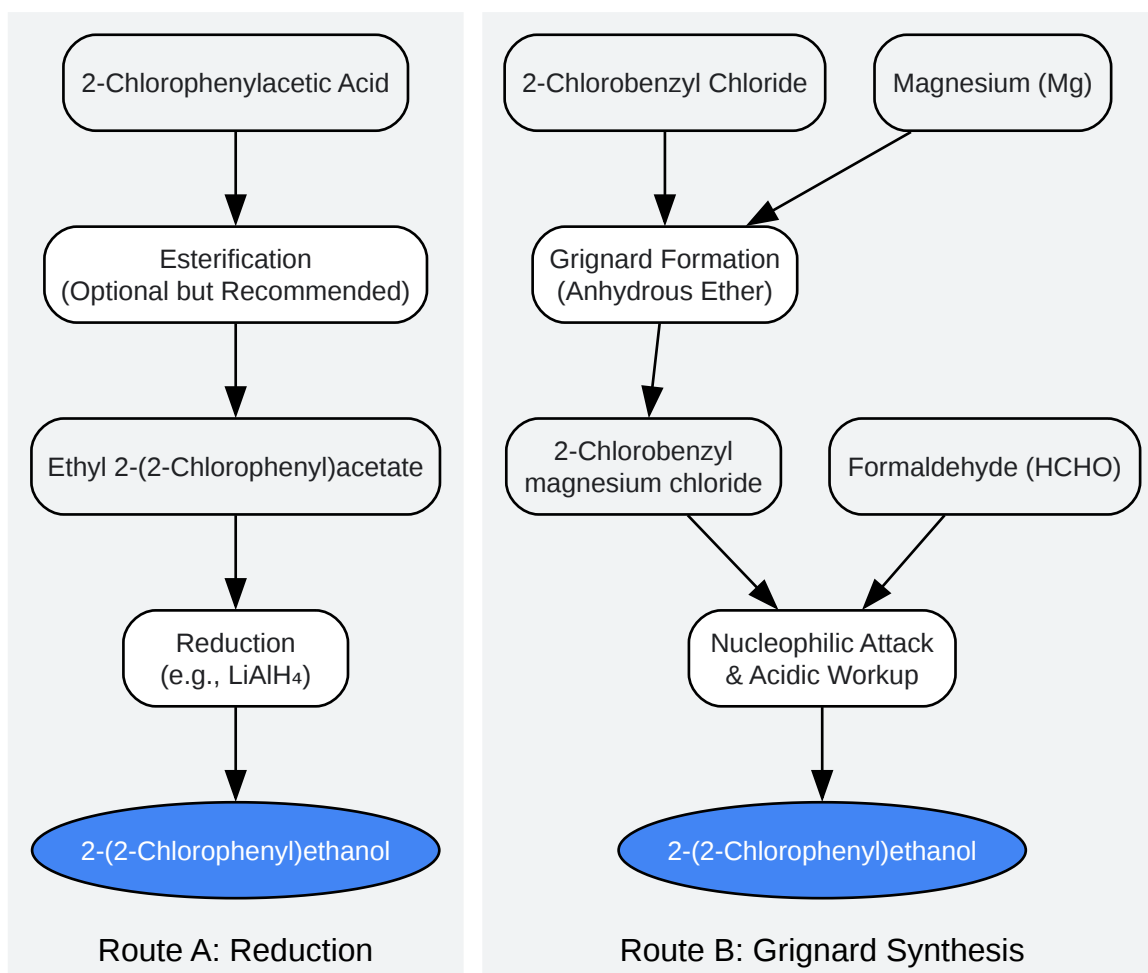 2-Chlorophenylacetic Acid
Esterification
(Optional but Recommended)
Ethyl 2-(2-Chlorophenyl)acetate
Reduction
(e.g., LiAlH₄)
2-(2-Chlorophenyl)ethanol
Route A: Reduction
2-Chlorobenzyl Chloride
Magnesium (Mg)
Grignard Formation
(Anhydrous Ether)
2-Chlorobenzyl
magnesium chloride
Formaldehyde (HCHO)
Nucleophilic Attack
& Acidic Workup
2-(2-Chlorophenyl)ethanol
Route B: Grignard Synthesis